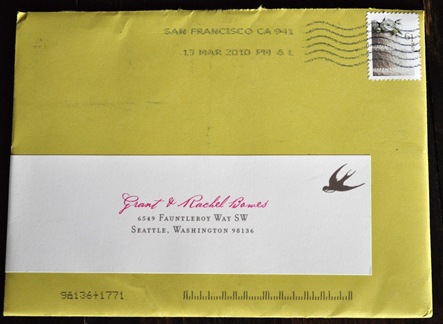 SAN FRANCISCO CA 941
13 MAR 2010 PM 6 L
Grant & Rachel Bowes
6549 Fauntleroy Way SW
Seattle, Washington 98136
98136+1771